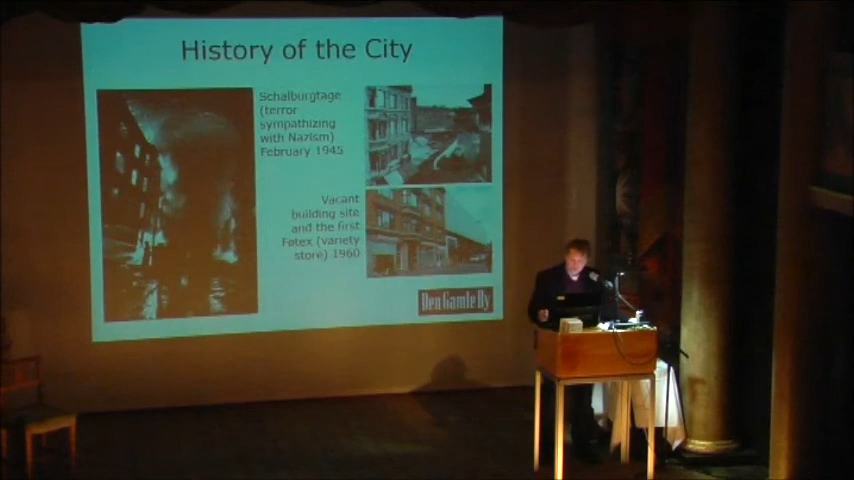 History of the City
Schalburgtage
(terror
sympathizing
with Nazism)
February 1945
Vacant
building site
and the first
Føtex (variety
store) 1960
Den Gamle By